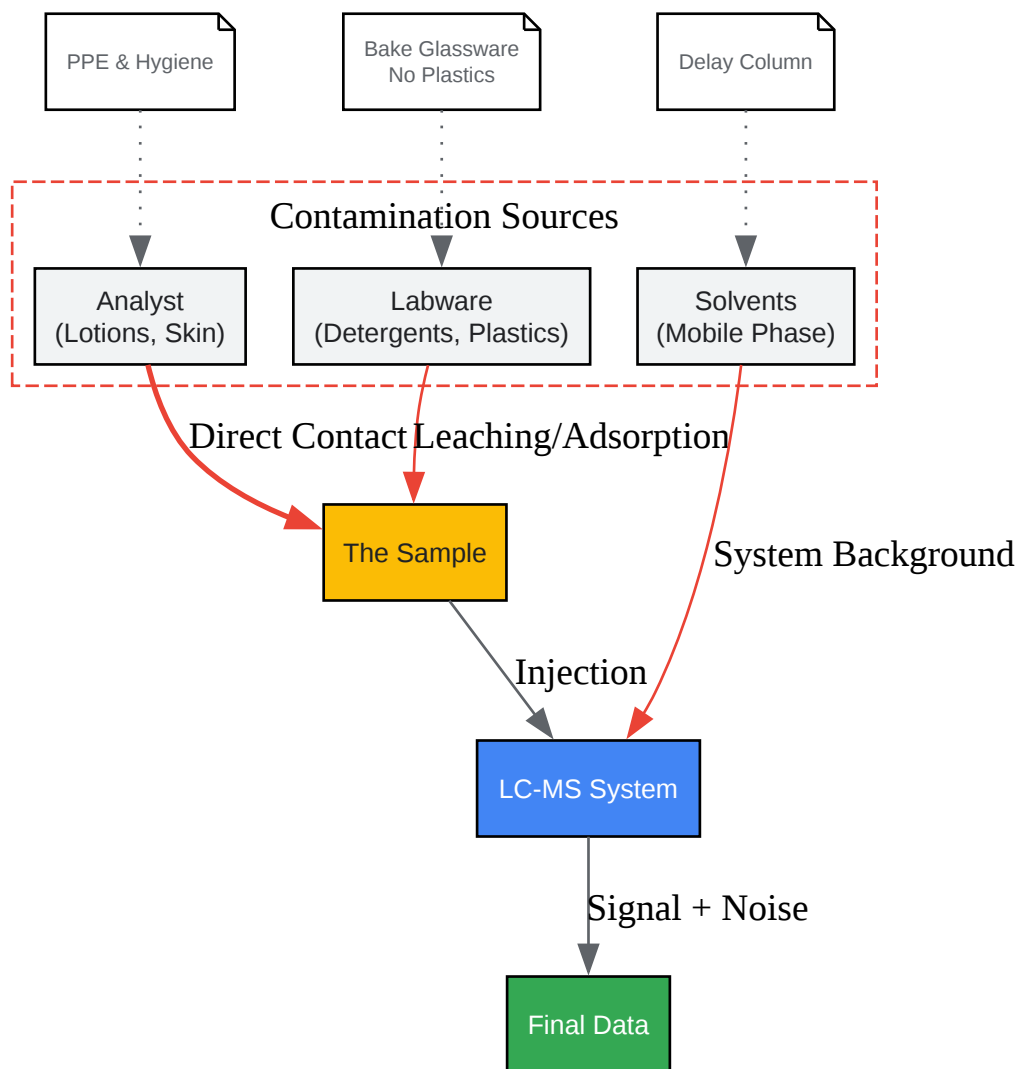 PPE & Hygiene
Bake Glassware
No Plastics
Delay Column
Contamination Sources
Analyst
(Lotions, Skin)
Labware
(Detergents, Plastics)
Solvents
(Mobile Phase)
Direct Contact
Leaching/Adsorption
The Sample
System Background
Injection
LC-MS System
Signal + Noise
Final Data